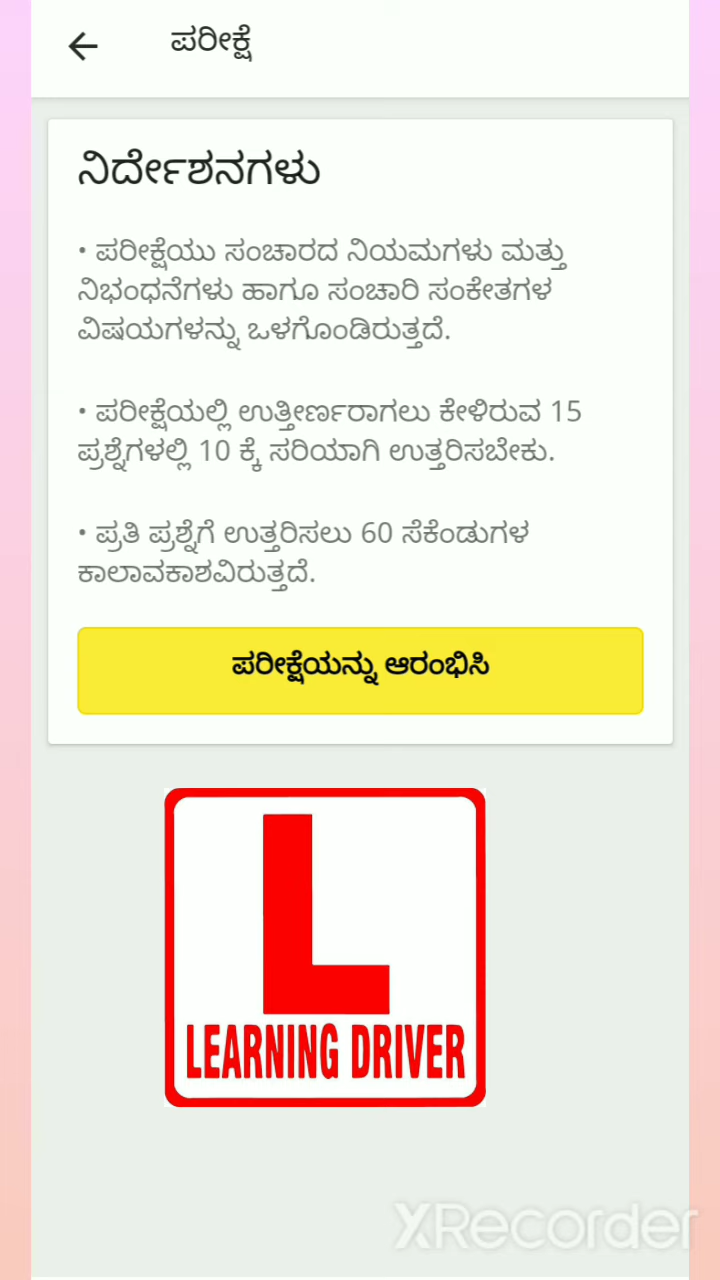 ಪರೀಕ್ಷೆ
ನಿರ್ದೇಶನಗಳು
• ಪರೀಕ್ಷೆಯು ಸಂಚಾರದ ನಿಯಮಗಳು ಮತ್ತು
ನಿಭಂಧನೆಗಳು ಹಾಗೂ ಸಂಚಾರಿ ಸಂಕೇತಗಳ
ವಿಷಯಗಳನ್ನು ಒಳಗೊಂಡಿರುತ್ತದೆ.
• ಪರೀಕ್ಷೆಯಲ್ಲಿ ಉತ್ತೀರ್ಣರಾಗಲು ಕೇಳಿರುವ 15
ಪ್ರಶ್ನೆಗಳಲ್ಲಿ 10 ಕ್ಕೆ ಸರಿಯಾಗಿ ಉತ್ತರಿಸಬೇಕು.
• ಪ್ರತಿ ಪ್ರಶ್ನೆಗೆ ಉತ್ತರಿಸಲು 60 ಸೆಕೆಂಡುಗಳ
ಕಾಲಾವಕಾಶವಿರುತ್ತದೆ.
ಪರೀಕ್ಷೆಯನ್ನು ಆರಂಭಿಸಿ
L
LEARNING DRIVER
XRecorder